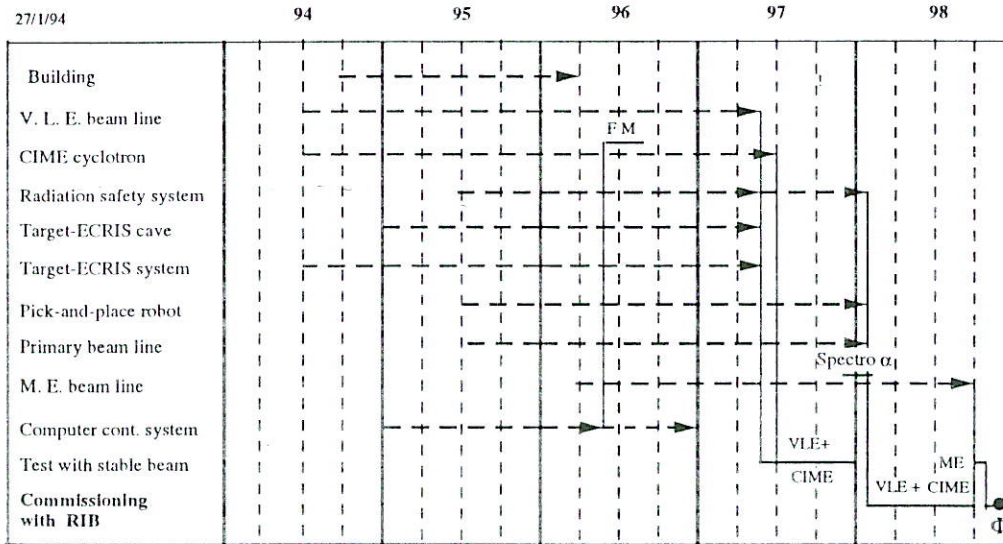 27/1/94 94 95 96 97 98
Building
V. L. E. beam line
F M
CIME cyclotron
Radiation safety system
Target-ECRIS cave
Target-ECRIS system
Pick-and-place robot
Primary beam line
Spectro α
M. E. beam line
Computer cont. system
VLE+
Test with stable beam ME
CIME VLE + CIME
Commissioning
with RIB
Φ